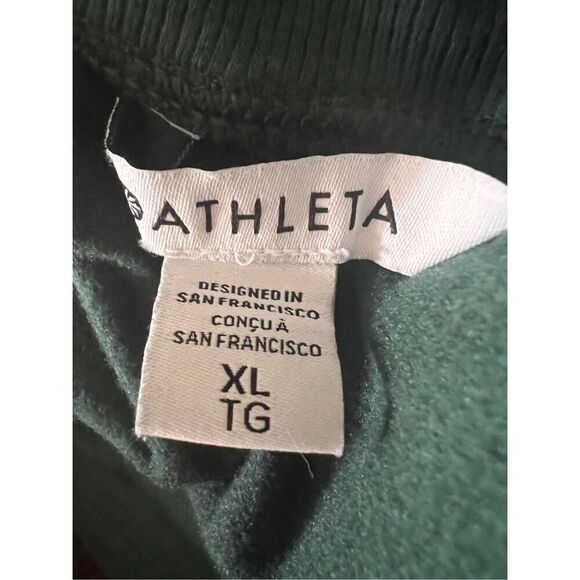 ATHLETA
DESIGNED IN
SAN FRANCISCO
CONÇU À
SAN FRANCISCO
XL
TG